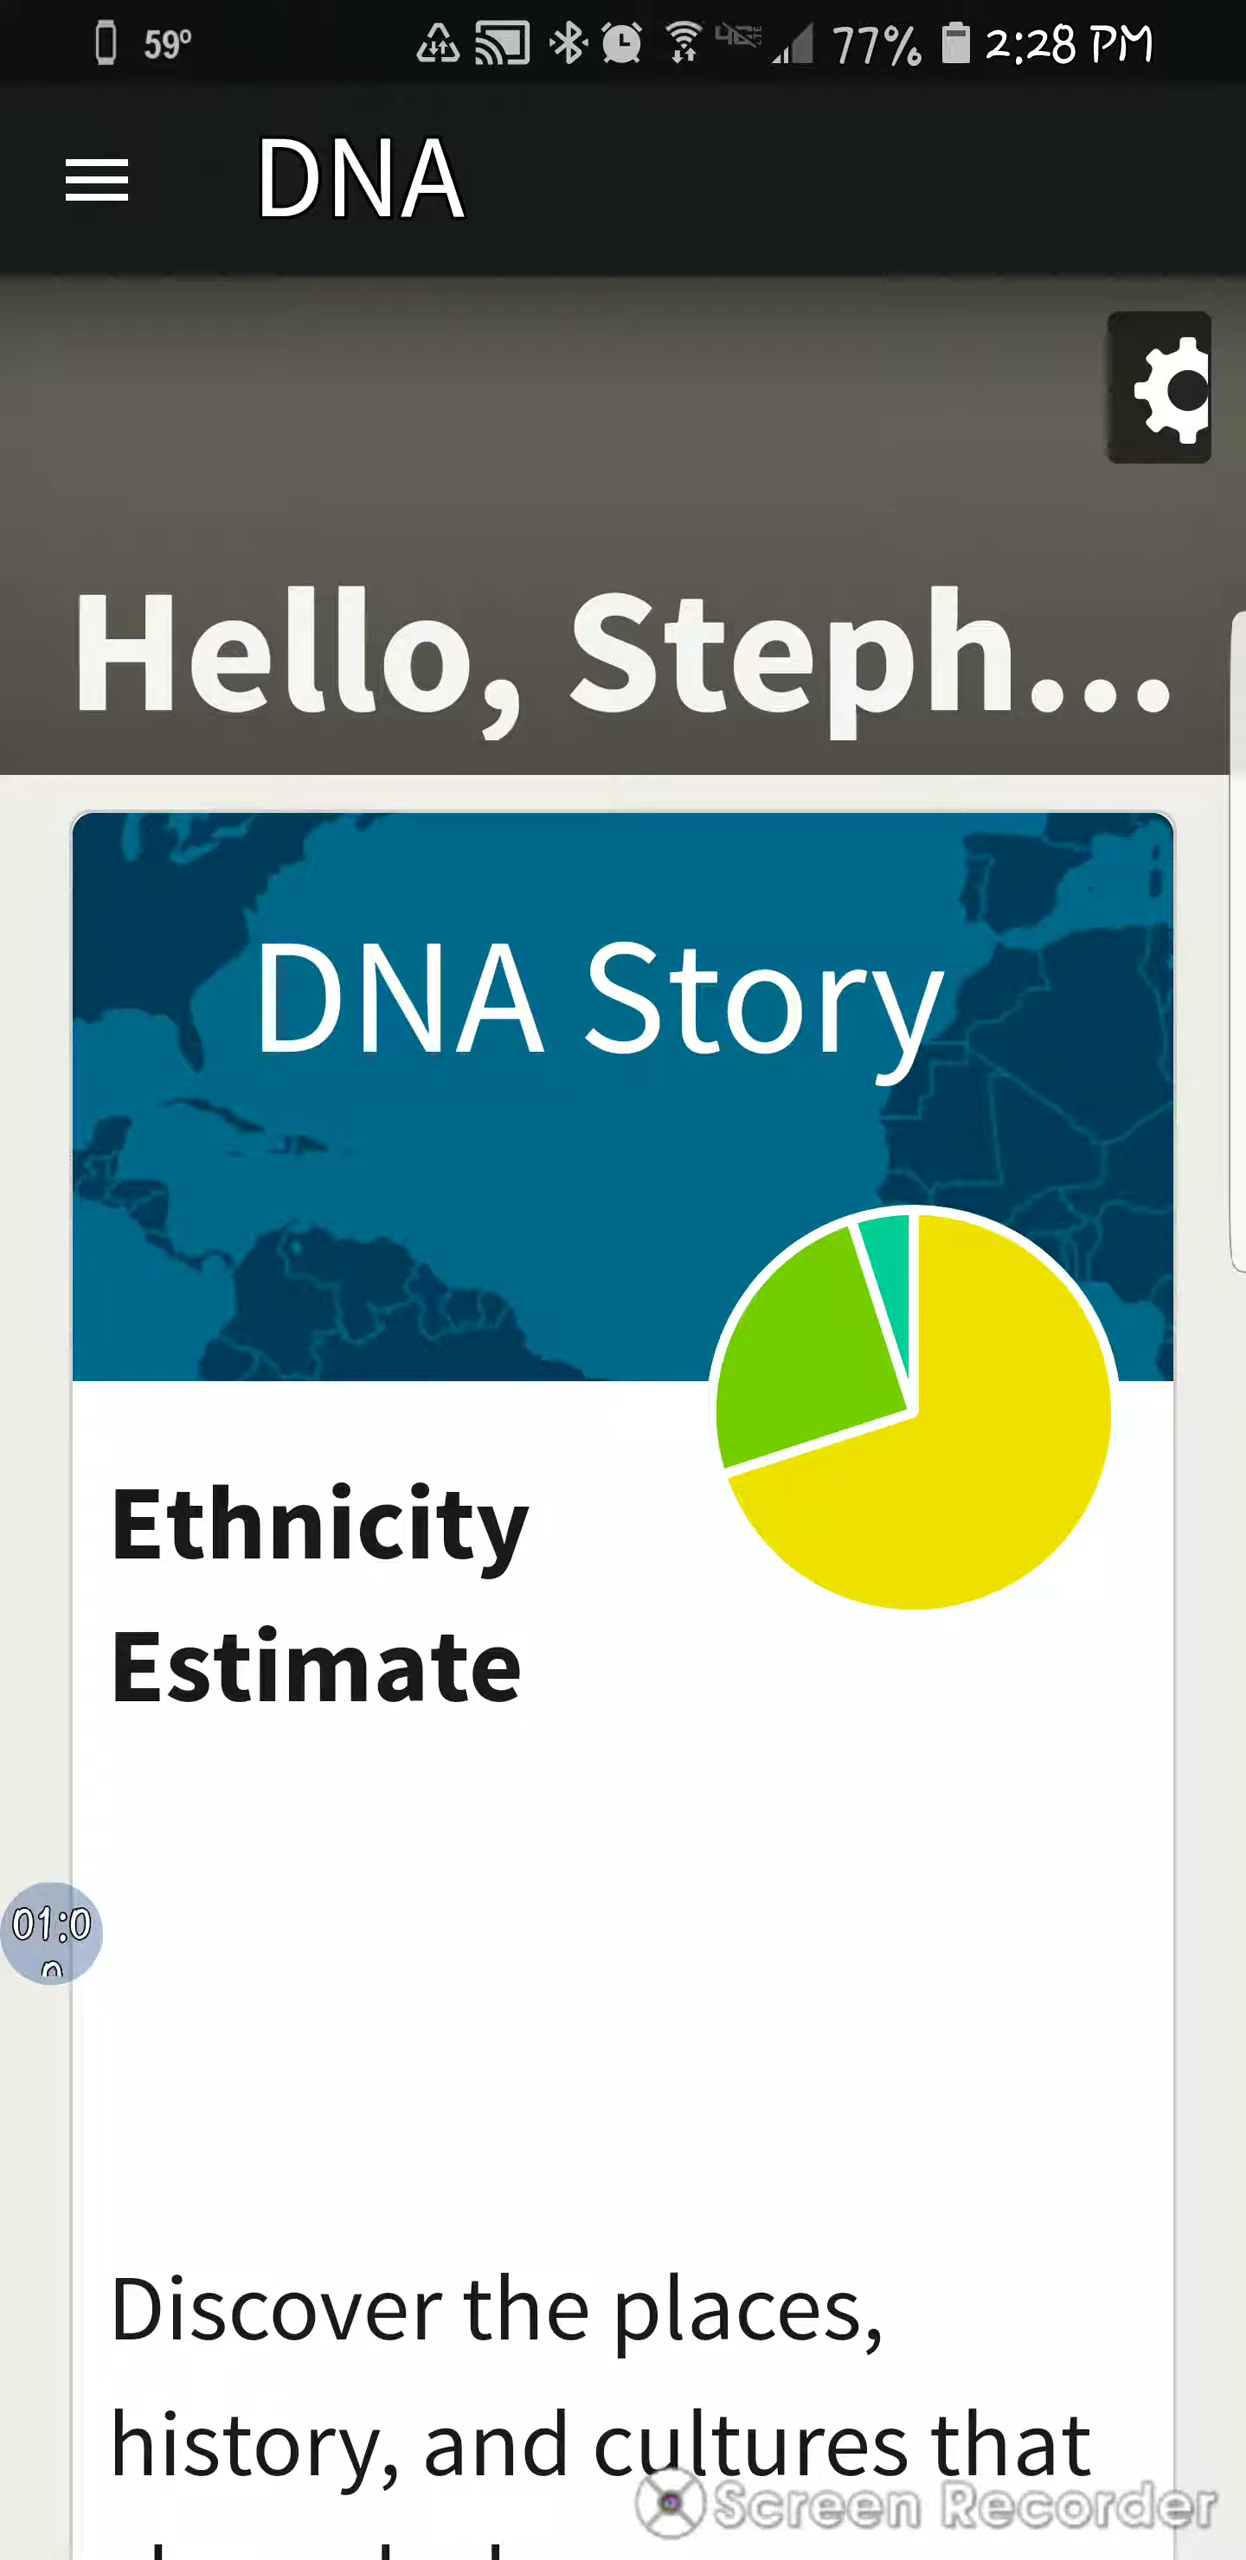 59° 77% 2:28 PM
DNA
Hello, Steph...
DNA Story
Ethnicity
Estimate
01:0
Discover the places,
history, and cultures that
Screen Recorder